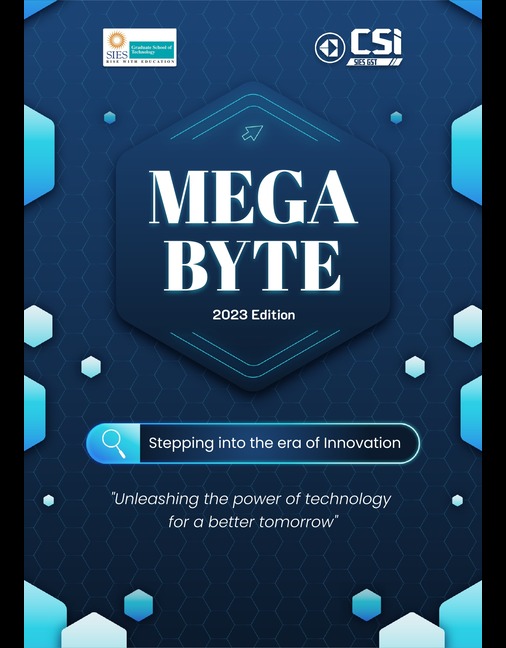 SIES
Graduate School of
Technology
RISE WITH EDUCATION
CSi
SIES GST
MEGA
BYTE
2023 Edition
Stepping into the era of Innovation
"Unleashing the power of technology
for a better tomorrow"